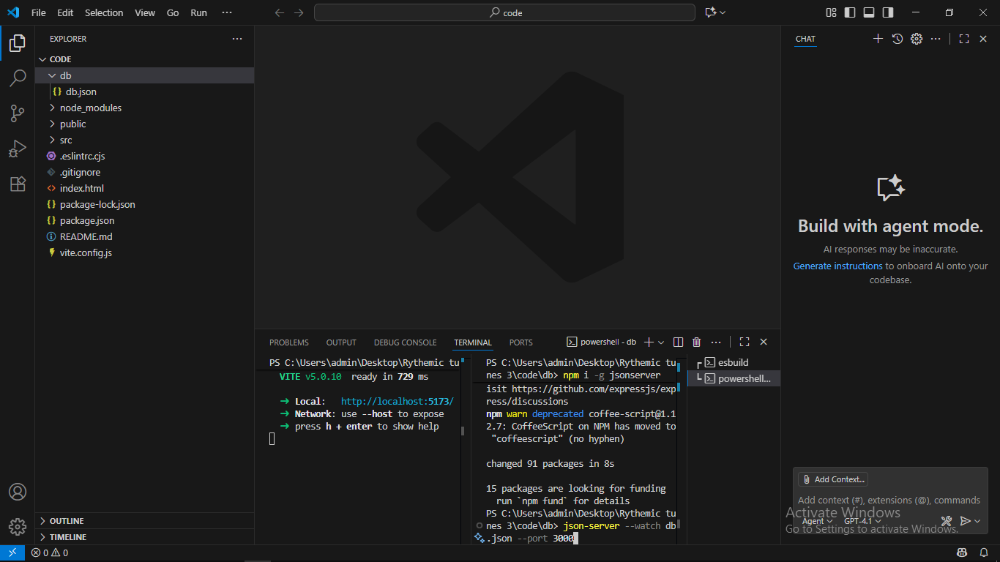 File Edit Selection View Go Run ···
code
EXPLORER
CODE
db
db.json
node_modules
public
src
.eslintrc.cjs
.gitignore
index.html
package-lock.json
package.json
README.md
vite.config.js
OUTLINE
TIMELINE
PROBLEMS OUTPUT DEBUG CONSOLE TERMINAL PORTS
powershell - db
PS C:\Users\admin\Desktop\Rythemic tu
VITE v5.0.10 ready in 729 ms
➜ Local: http://localhost:5173/
➜ Network: use --host to expose
➜ press h + enter to show help
PS C:\Users\admin\Desktop\Rythemic tu
nes 3\code\db> npm i -g jsonserver
isit https://github.com/expressjs/exp
ress/discussions
npm warn deprecated coffee-script@1.1
2.7: CoffeeScript on NPM has moved to
"coffeescript" (no hyphen)
changed 91 packages in 8s
15 packages are looking for funding
run `npm fund` for details
PS C:\Users\admin\Desktop\Rythemic tu
nes 3\code\db> json-server --watch db
.json --port 3000
esbuild
powershell...
CHAT
Build with agent mode.
AI responses may be inaccurate.
Generate instructions to onboard AI onto your
codebase.
Add Context...
Add context (#), extensions (@), commands
Agent GPT-4.1
Activate Windows
Go to Settings to activate Windows.
0 0